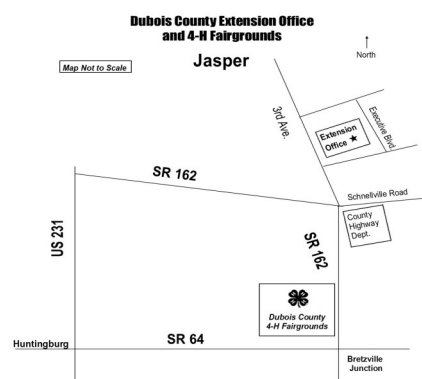 Dubois County Extension Office
and 4-H Fairgrounds
North
Map Not to Scale
Jasper
3rd Ave.
Executive Blvd.
Extension
Office
SR 162
Schnellville Road
County
Highway
Dept.
US 231
SR 162
Dubois County
4-H Fairgrounds
SR 64
Huntingburg
Bretzville
Junction